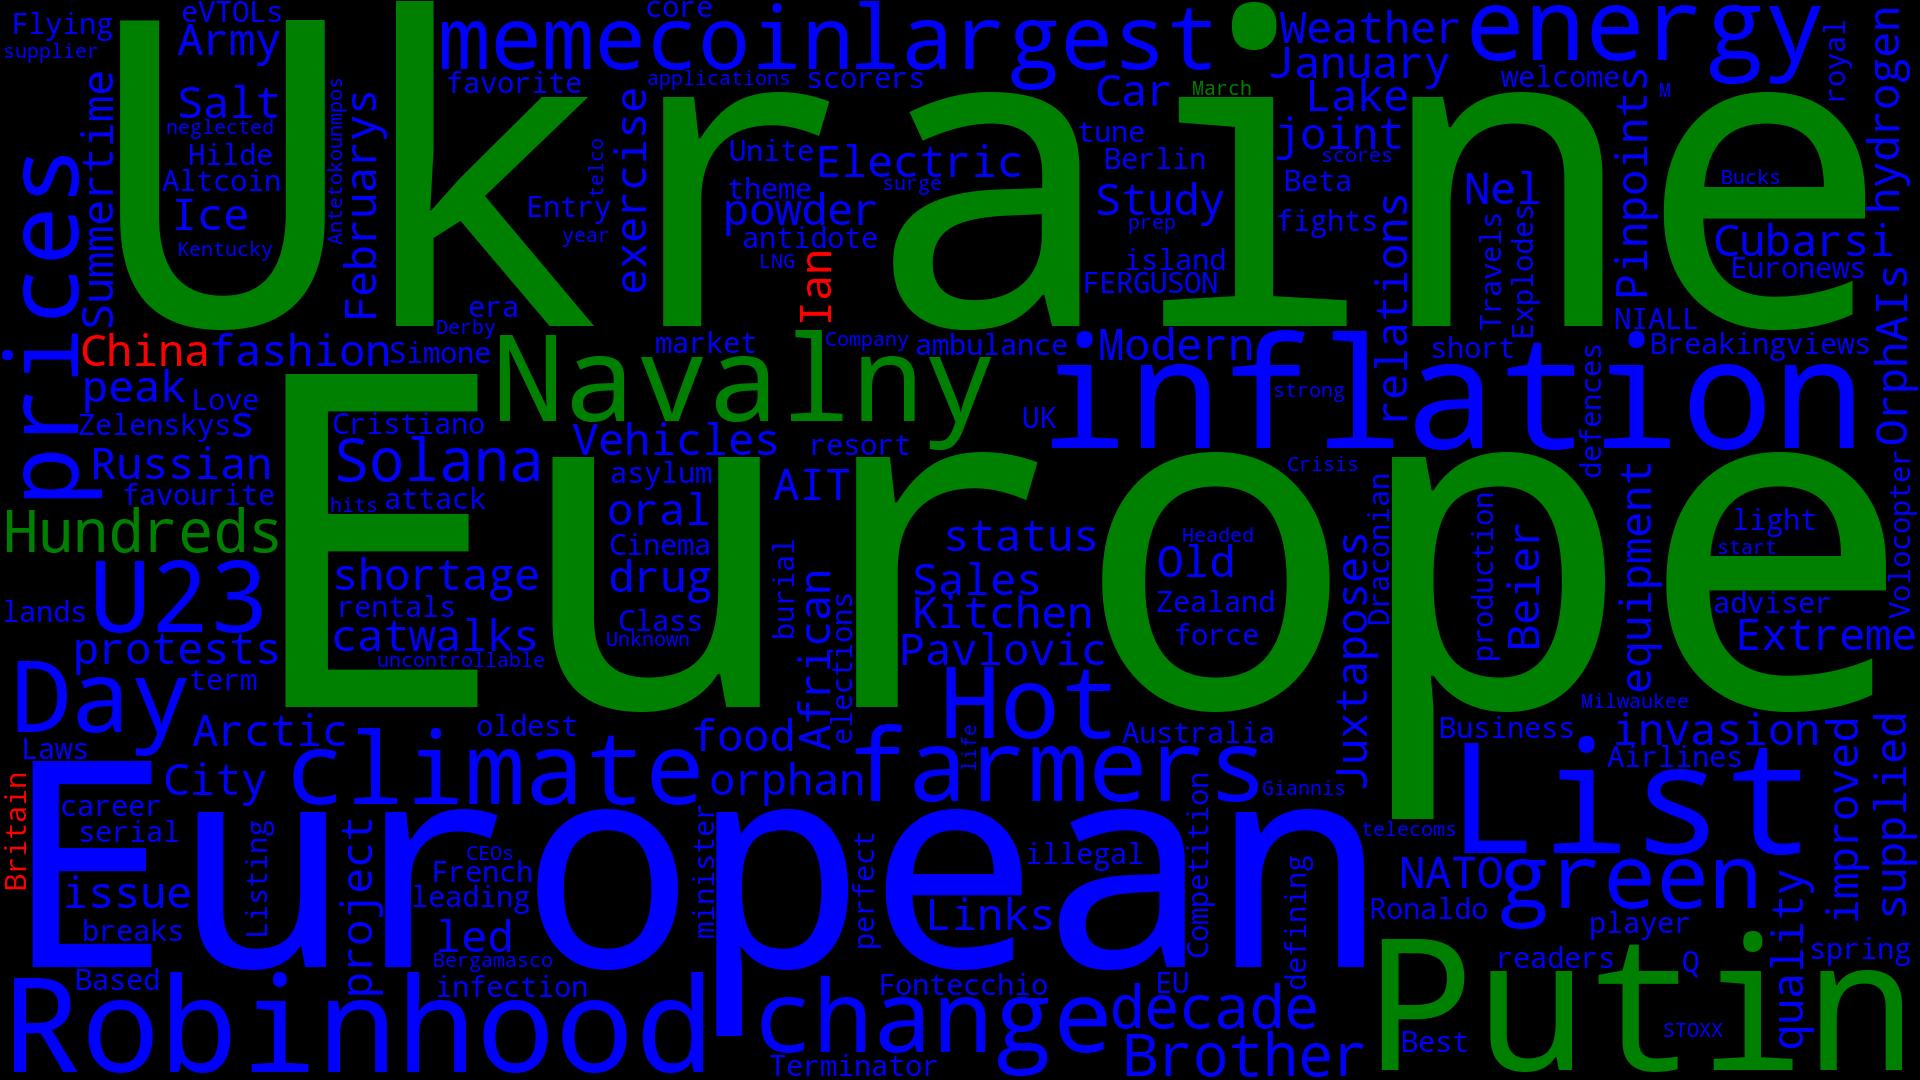 Flying
eVTOLs
core
memecoin
largest
Weather
energy
royal
supplier
Army
January
hydrogen
Ukraine
favorite
applications
scorers
Car
March
Lake
welcome
M
Summertime
Salt
Antetokounmpos
Februarys
exercise
neglected
Unite
Electric
tune
joint
Pinpoints
Hilde
telco
theme
surge
Berlin
scores
Altcoin
Beta
Nel
Bucks
Ice
Entry
powder
Study
prep
fights
Kentucky
year
antidote
LNG
island
relations
Travels
Explodes
Cubarsi
Euronews
prices
Ian
FERGUSON
era
Derby
NIALL
OrphAIs
China
fashion
Simone
Navalny
market
Company
ambulance
Modern
short
Breakingviews
peak
Love
inflation
strong
defences
Zelenskys
s
Cristiano
UK
Russian
Solana
Vehicles
resort
favourite
hits
attack
asylum
AIT
Crisis
Volocopter
Hundreds
Europe
oral
status
Headed
Draconian
production
Beier
equipment
light
start
U23
shortage
Cinema
drug
burial
African
Sales
Old
lands
rentals
Class
elections
Kitchen
Zealand
adviser
protests
catwalks
Unknown
Pavlovic
force
Juxtaposes
Extreme
Day
term
uncontrollable
Hot
Milwaukee
Laws
Arctic
oldest
food
life
Australia
Business
invasion
Airlines
Britain
City
climate
orphan
farmers
Giannis
List
improved
supplied
European
career
serial
Listing
project
CEOs
minister
perfect
illegal
Competition
defining
telecoms
issue
French
leading
Links
NATO
green
breaks
led
Ronaldo
player
quality
Based
Bergamasco
infection
Fontecchio
EU
readers
Q
spring
Robinhood
change
decade
Putin
STOXX
Terminator
Brother
Best